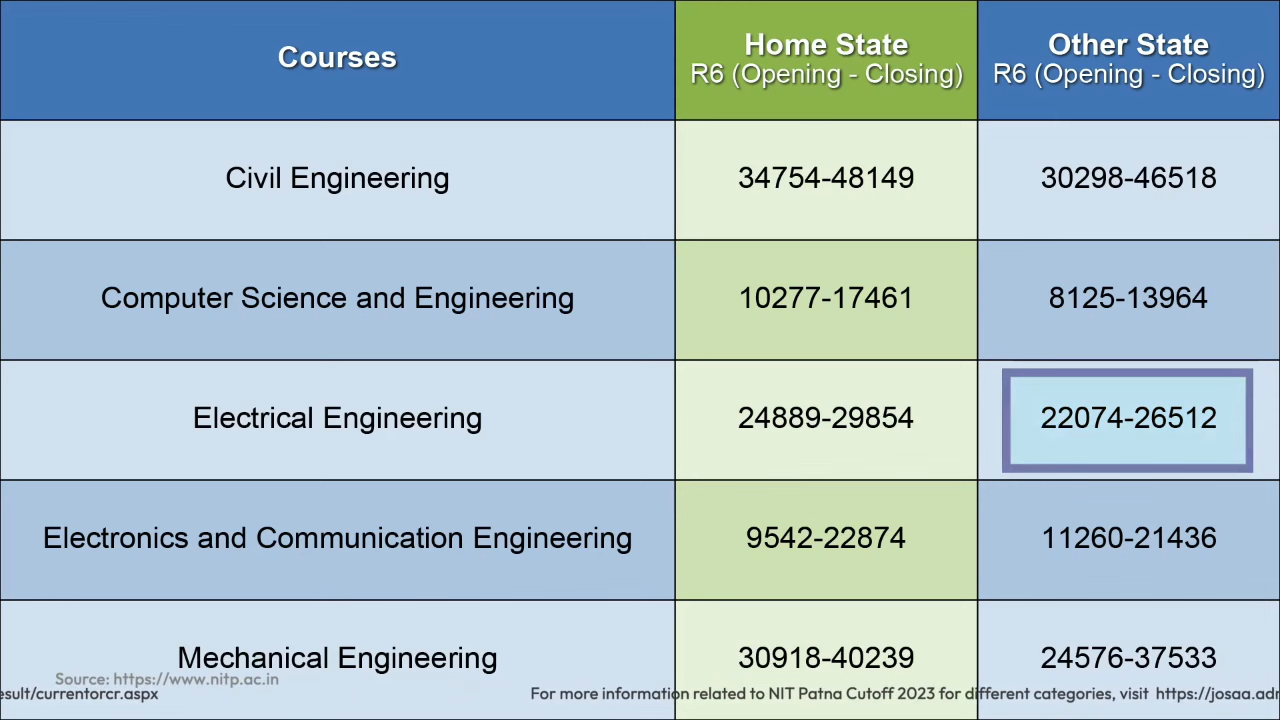 Courses
Home State
R6 (Opening - Closing)
Other State
R6 (Opening - Closing)
Civil Engineering 34754-48149 30298-46518
Computer Science and Engineering 10277-17461 8125-13964
Electrical Engineering 24889-29854 22074-26512
Electronics and Communication Engineering 9542-22874 11260-21436
Mechanical Engineering 30918-40239 24576-37533
Source: https://www.nitp.ac.in
esult/currentorcr.aspx For more information related to NIT Patna Cutoff 2023 for different categories, visit https://josaa.adr